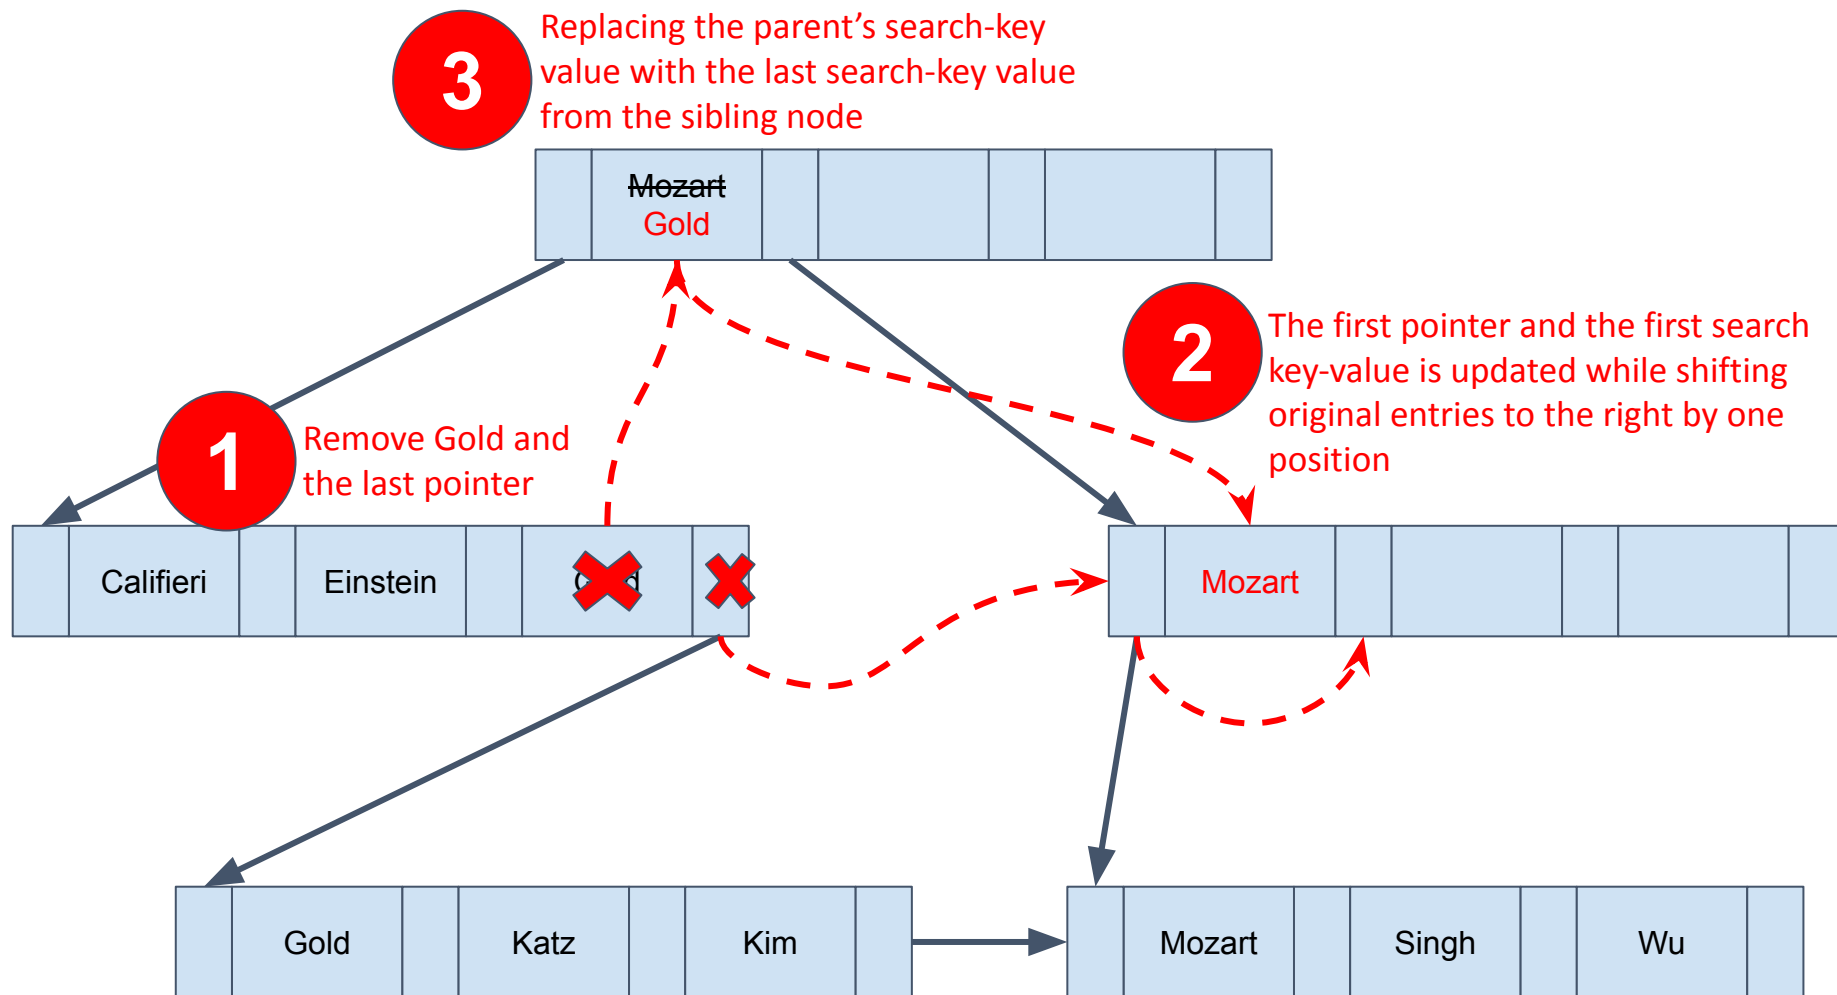 3
Replacing the parent’s search-key
value with the last search-key value
from the sibling node
Mozart
Gold
2
The first pointer and the first search
key-value is updated while shifting
original entries to the right by one
position
1
Remove Gold and
the last pointer
Califieri
Einstein
Gold
Mozart
Gold
Katz
Kim
Mozart
Singh
Wu